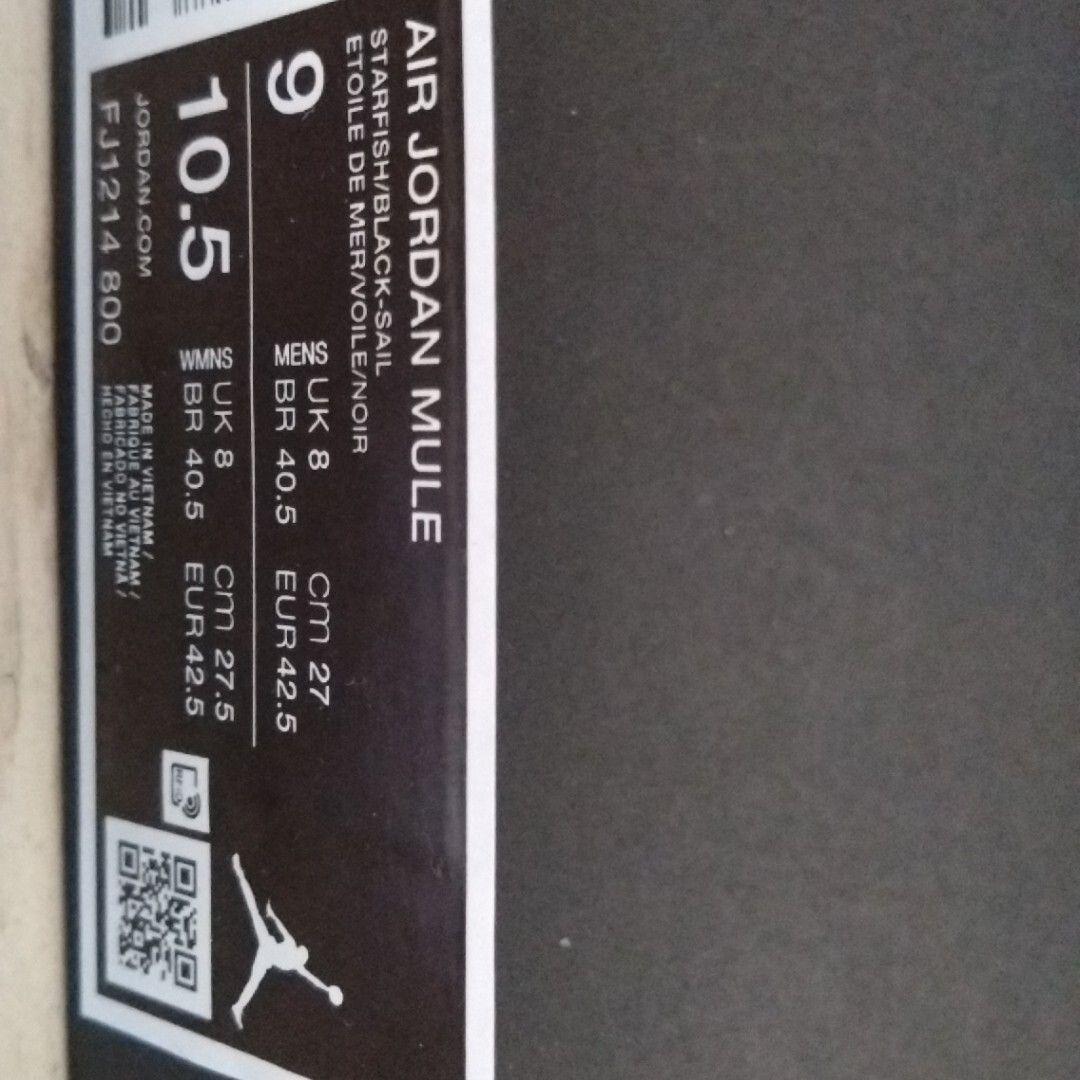 AIR JORDAN MULE
STARFISH/BLACK-SAIL
ETOILE DE MER/VOILE/NOIR
9
MENS
UK 8
CM 27
BR 40.5
EUR 42.5
10.5
WMNS
UK 8
CM 27.5
BR 40.5
EUR 42.5
JORDAN.COM
FJ1214 800
MADE IN VIETNAM /
FABRIQUE AU VIETNAM /
FABRICADO NO VIETNÃ /
HECHO EN VIETNAM